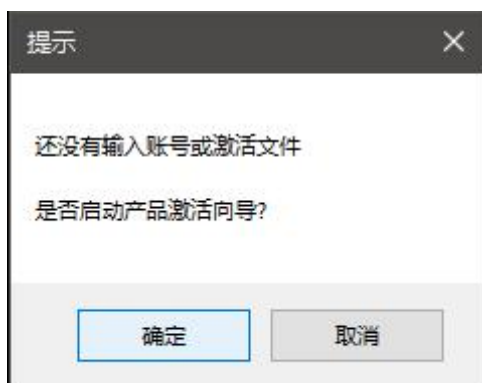 提示
还没有输入账号或激活文件
是否启动产品激活向导?
确定
取消